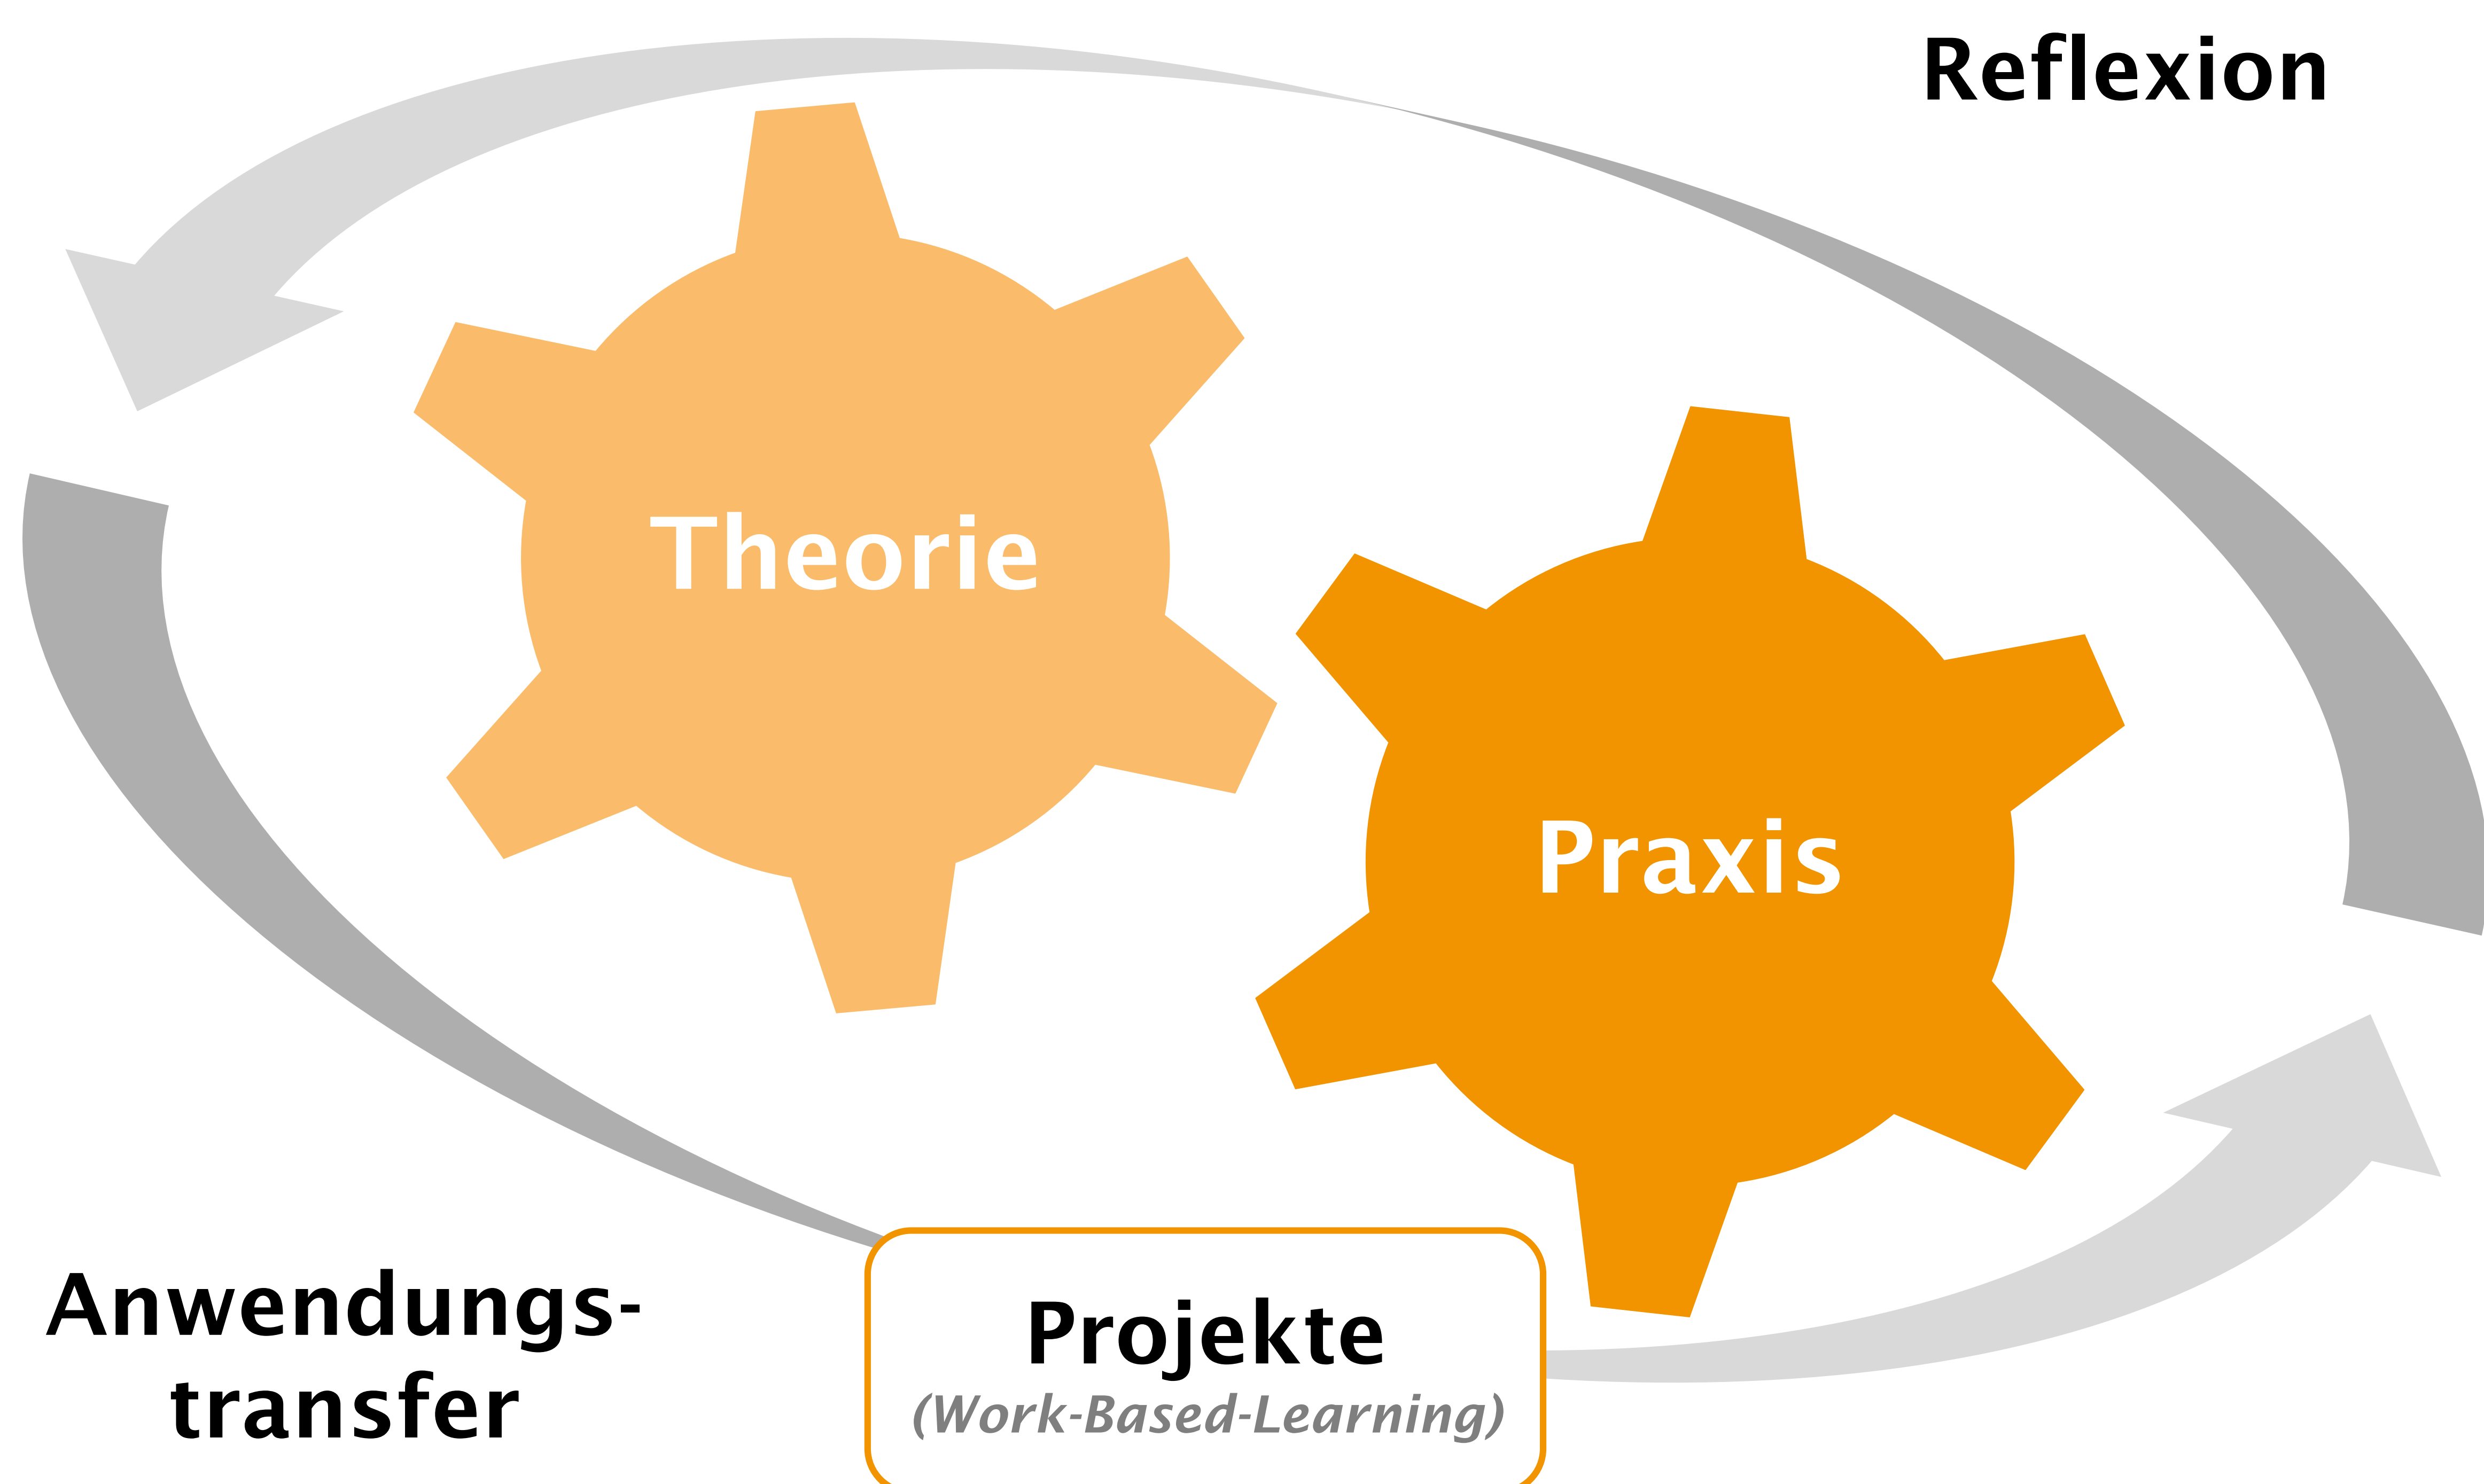 Reflexion
Theorie
Praxis
Anwendungs-
transfer
Projekte
(Work-Based-Learning)